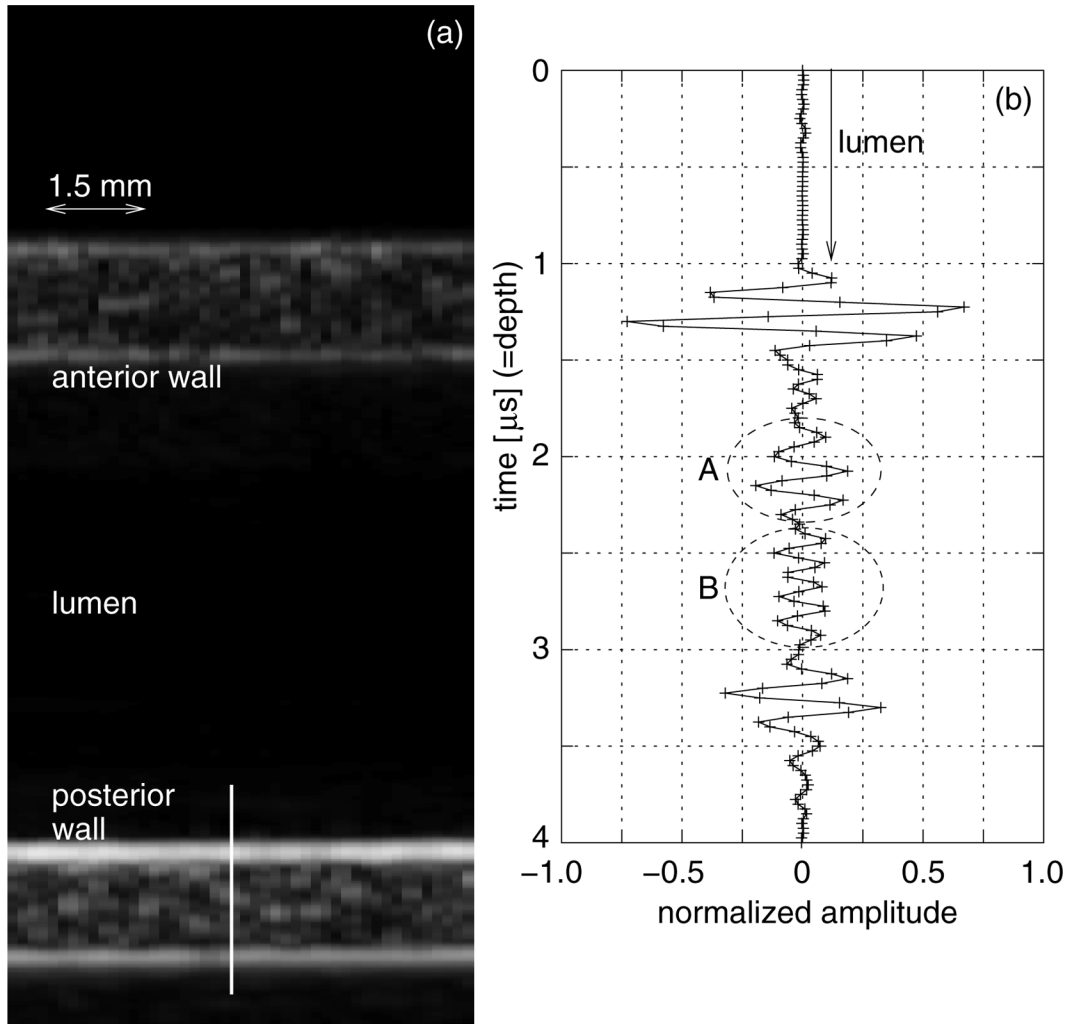 (a)
1.5 mm
anterior wall
lumen
posterior
wall
(b)
lumen
A
B
time [μs] (=depth)
0
1
2
3
4
−1.0
−0.5
0
0.5
1.0
normalized amplitude